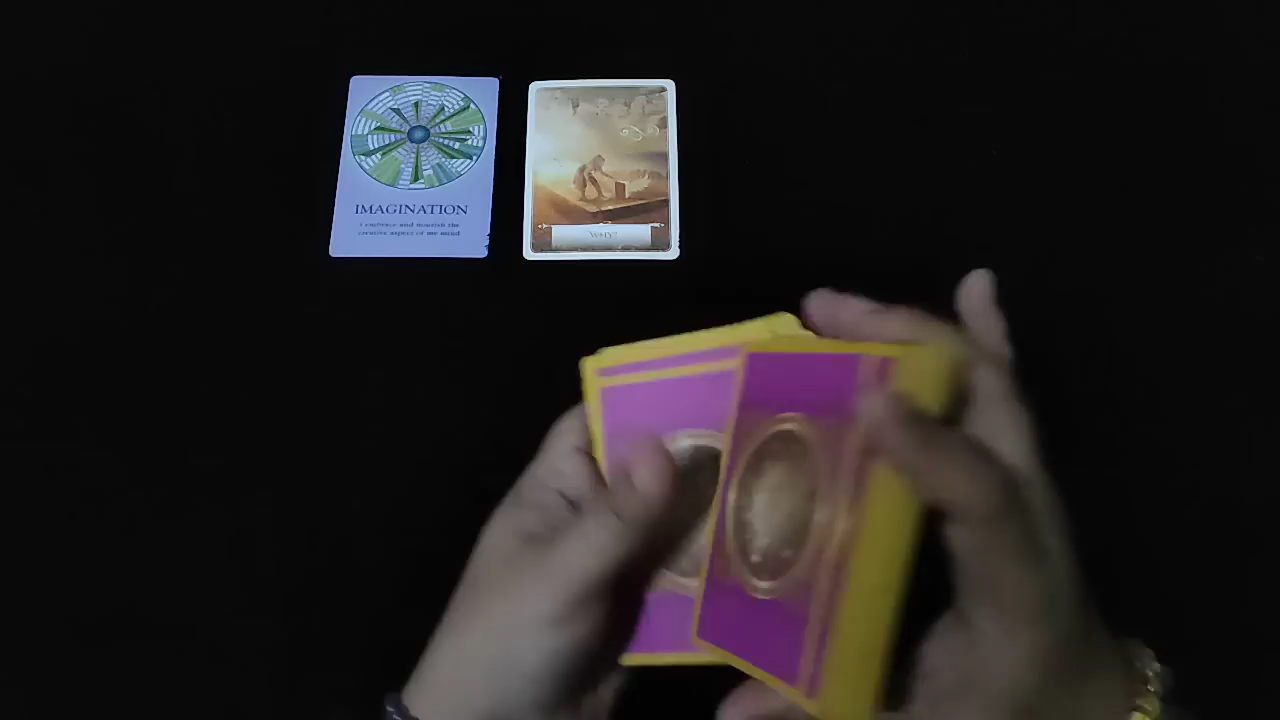 IMAGINATION
I embrace and nourish the
creative aspect of my mind.
WHY?